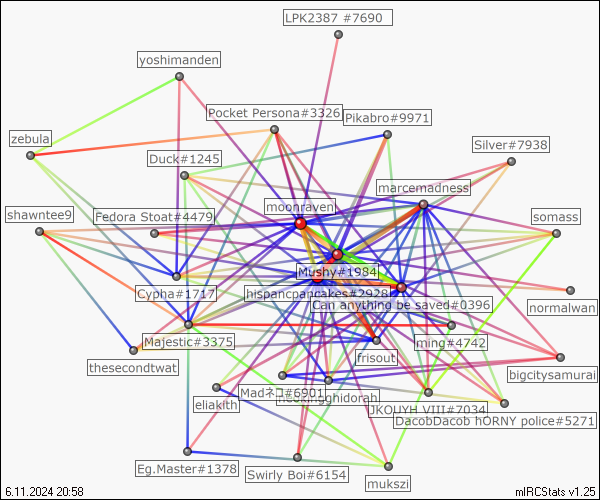 LPK2387 #7690
yoshimanden
Pocket Persona#3326
Pikabro#9971
zebula
Duck#1245
Silver#7938
marcemadness
moonraven
shawntee9
Fedora Stoat#4479
somass
Mushy#1984
Cypha#1717
hispancpancakes#2928
Can anything be saved#0396
normalwan
Majestic#3375
ming#4742
thesecondtwat
frisout
bigcitysamurai
Madネコ#6901
eliakith
JKOUYH VIII#7034
DacobDacob hORNY police#5271
Eg.Master#1378
Swirly Boi#6154
mukszi
6.11.2024 20:58
mIRCStats v1.25